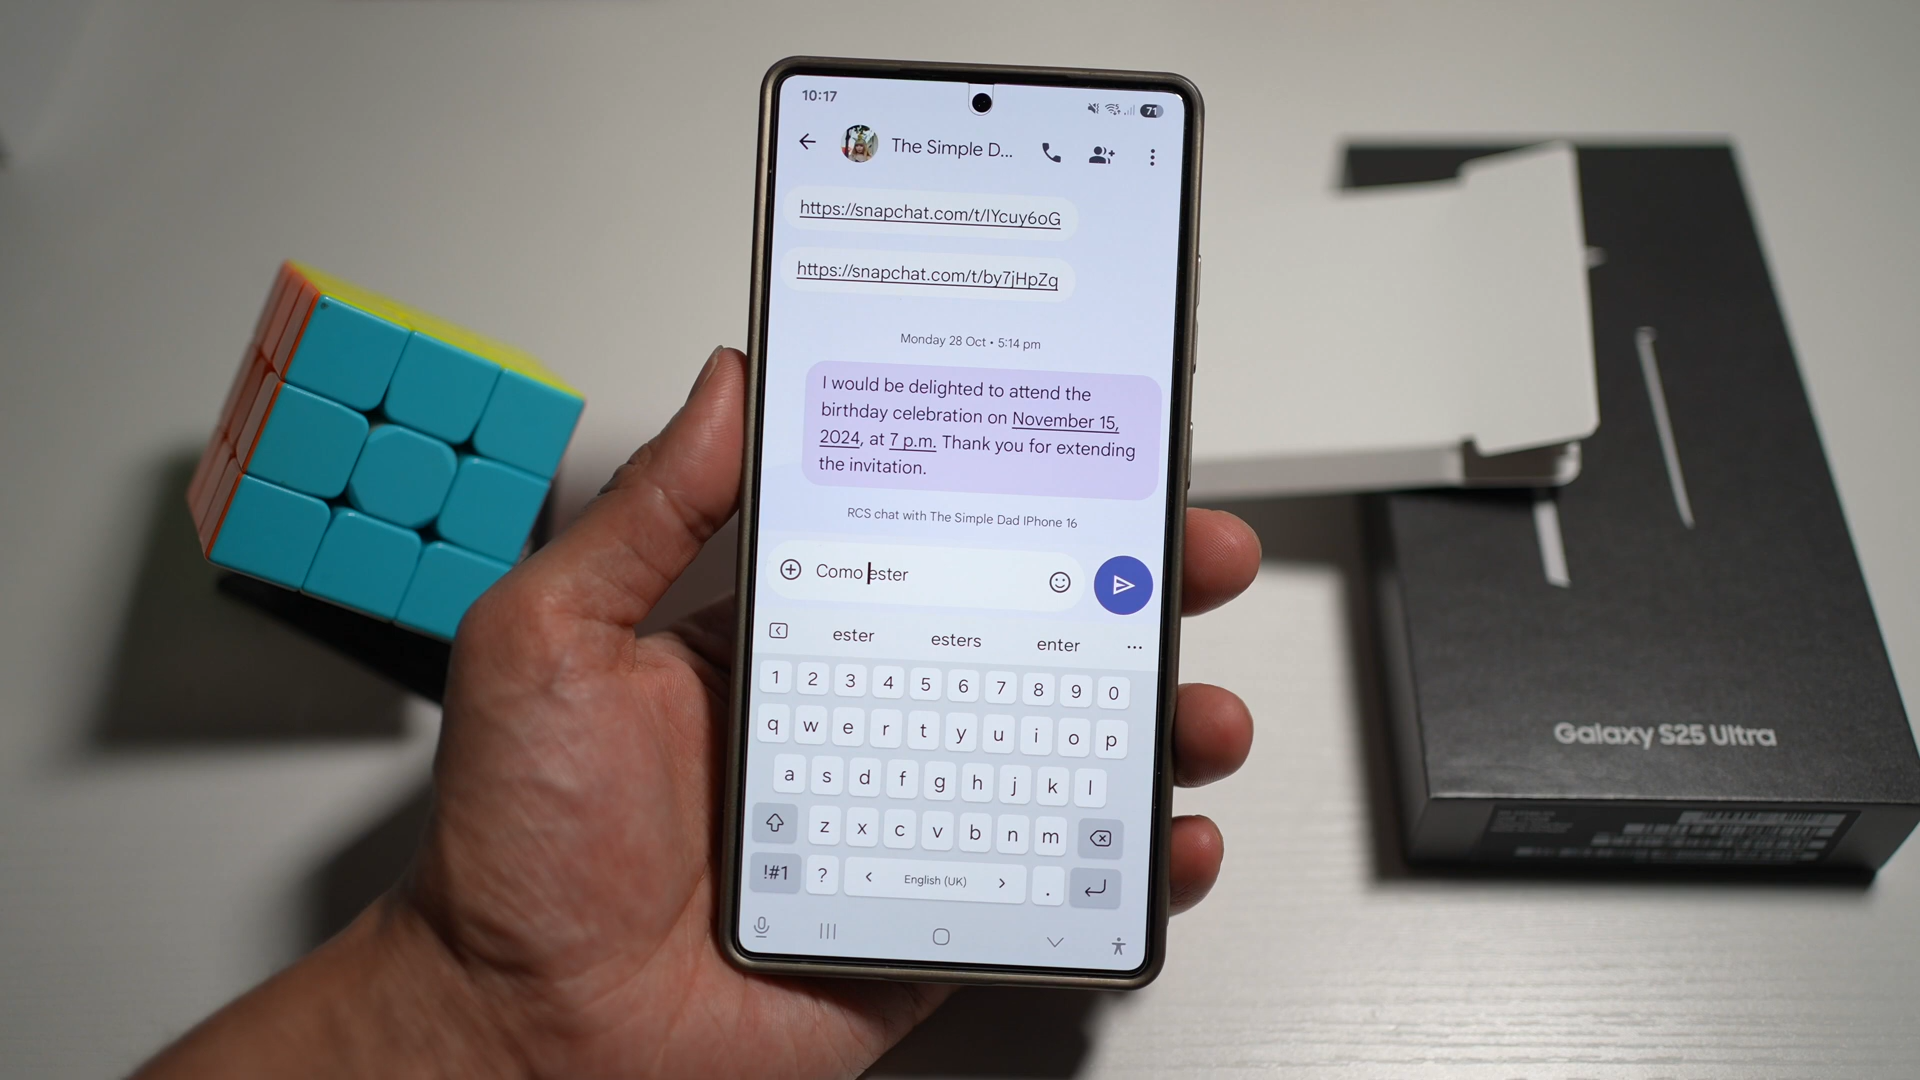 10:17
71
The Simple D...
https://snapchat.com/t/IYcuy6oG
https://snapchat.com/t/by7jHpZq
Monday 28 Oct • 5:14 pm
I would be delighted to attend the
birthday celebration on November 15,
2024, at 7 p.m. Thank you for extending
the invitation.
RCS chat with The Simple Dad IPhone 16
Como ester
ester esters enter ...
1 2 3 4 5 6 7 8 9 0
q w e r t y u i o p
a s d f g h j k l
z x c v b n m
!#1 ? < English (UK) > .
Galaxy S25 Ultra